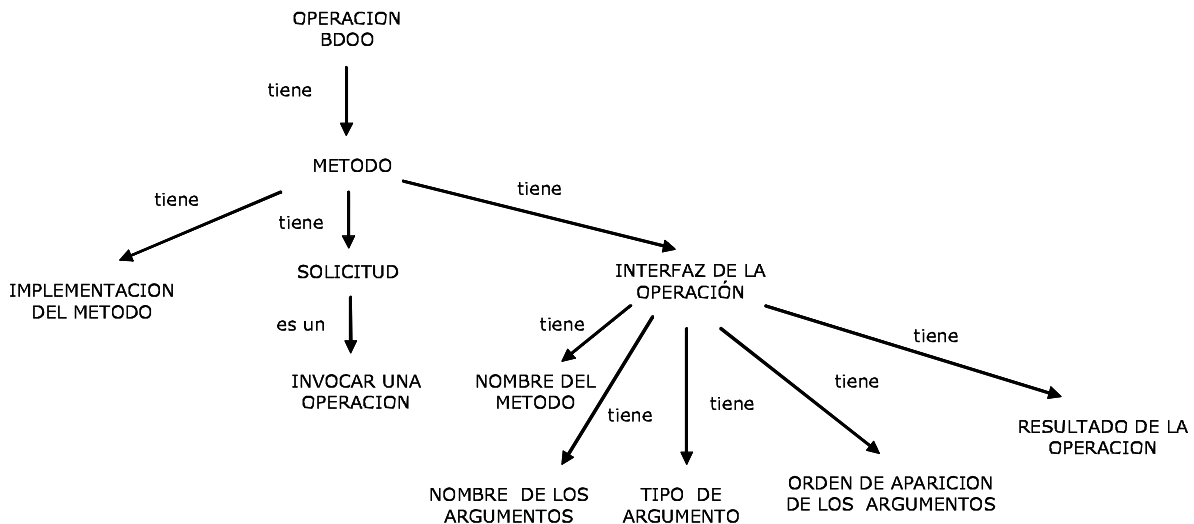 OPERACION
BDOO
tiene
METODO
tiene
tiene
tiene
IMPLEMENTACION
DEL METODO
SOLICITUD
INTERFAZ DE LA
OPERACIÓN
es un
INVOCAR UNA
OPERACION
tiene
NOMBRE DEL
METODO
tiene
tiene
tiene
tiene
NOMBRE DE LOS
ARGUMENTOS
TIPO DE
ARGUMENTO
ORDEN DE APARICION
DE LOS ARGUMENTOS
RESULTADO DE LA
OPERACION